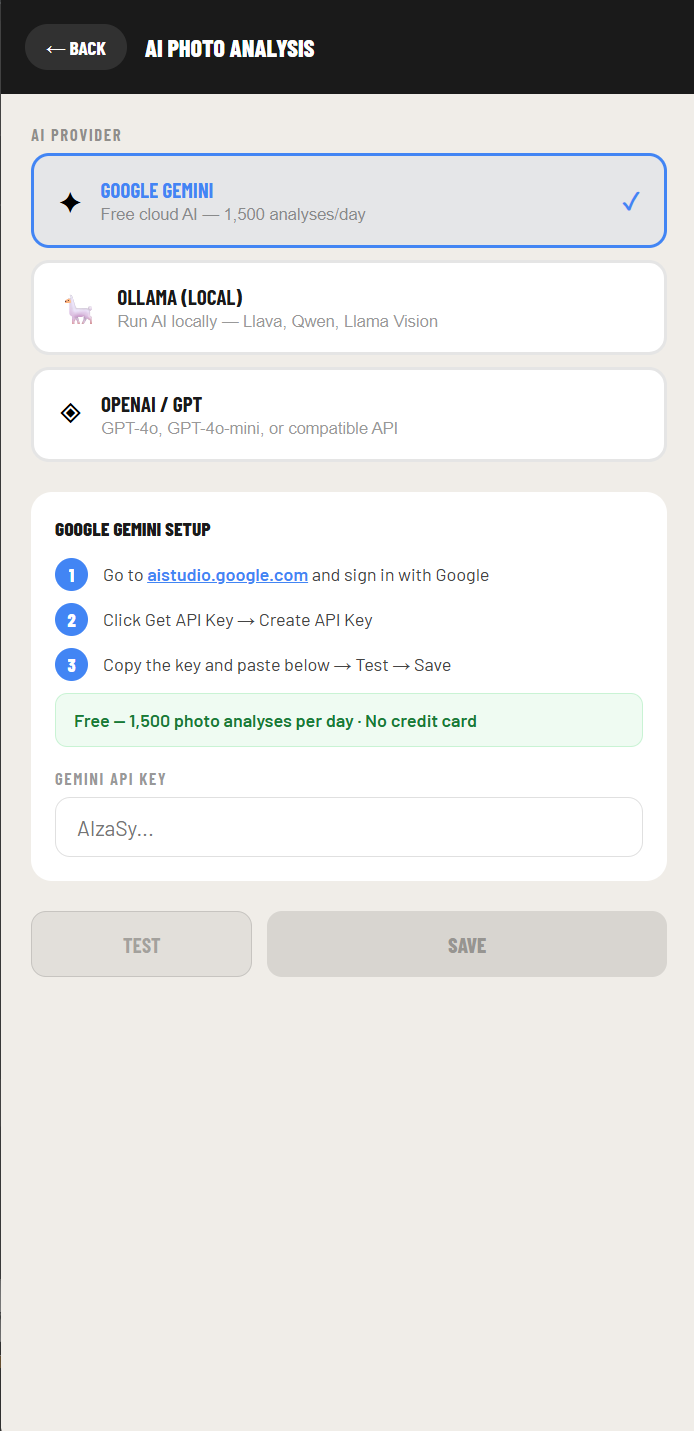 ← BACK AI PHOTO ANALYSIS
AI PROVIDER
GOOGLE GEMINI
Free cloud AI — 1,500 analyses/day
OLLAMA (LOCAL)
Run AI locally — Llava, Qwen, Llama Vision
OPENAI / GPT
GPT-4o, GPT-4o-mini, or compatible API
GOOGLE GEMINI SETUP
1 Go to aistudio.google.com and sign in with Google
2 Click Get API Key → Create API Key
3 Copy the key and paste below → Test → Save
Free — 1,500 photo analyses per day · No credit card
GEMINI API KEY
AIzaSy...
TEST SAVE